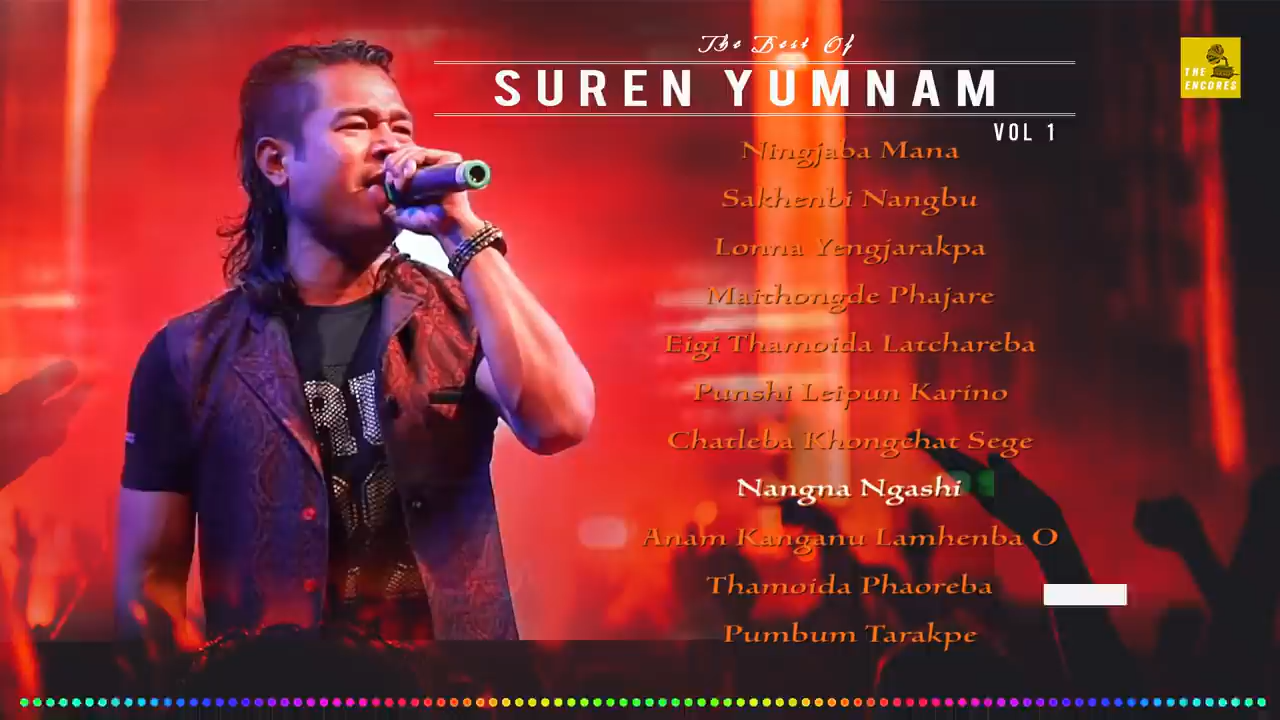 The Best Of
SUREN YUMNAM
VOL 1
THE
ENCORES
Ningjaba Mana
Sakhenbi Nangbu
Lonna Yengjarakpa
Maithongde Phajare
Eigi Thamoida Latchareba
Punshi Leipun Karino
Chatleba Khongchat Sege
Nangna Ngashi
Anam Kanganu Lamhenba O
Thamoida Phaoreba
Pumbum Tarakpe